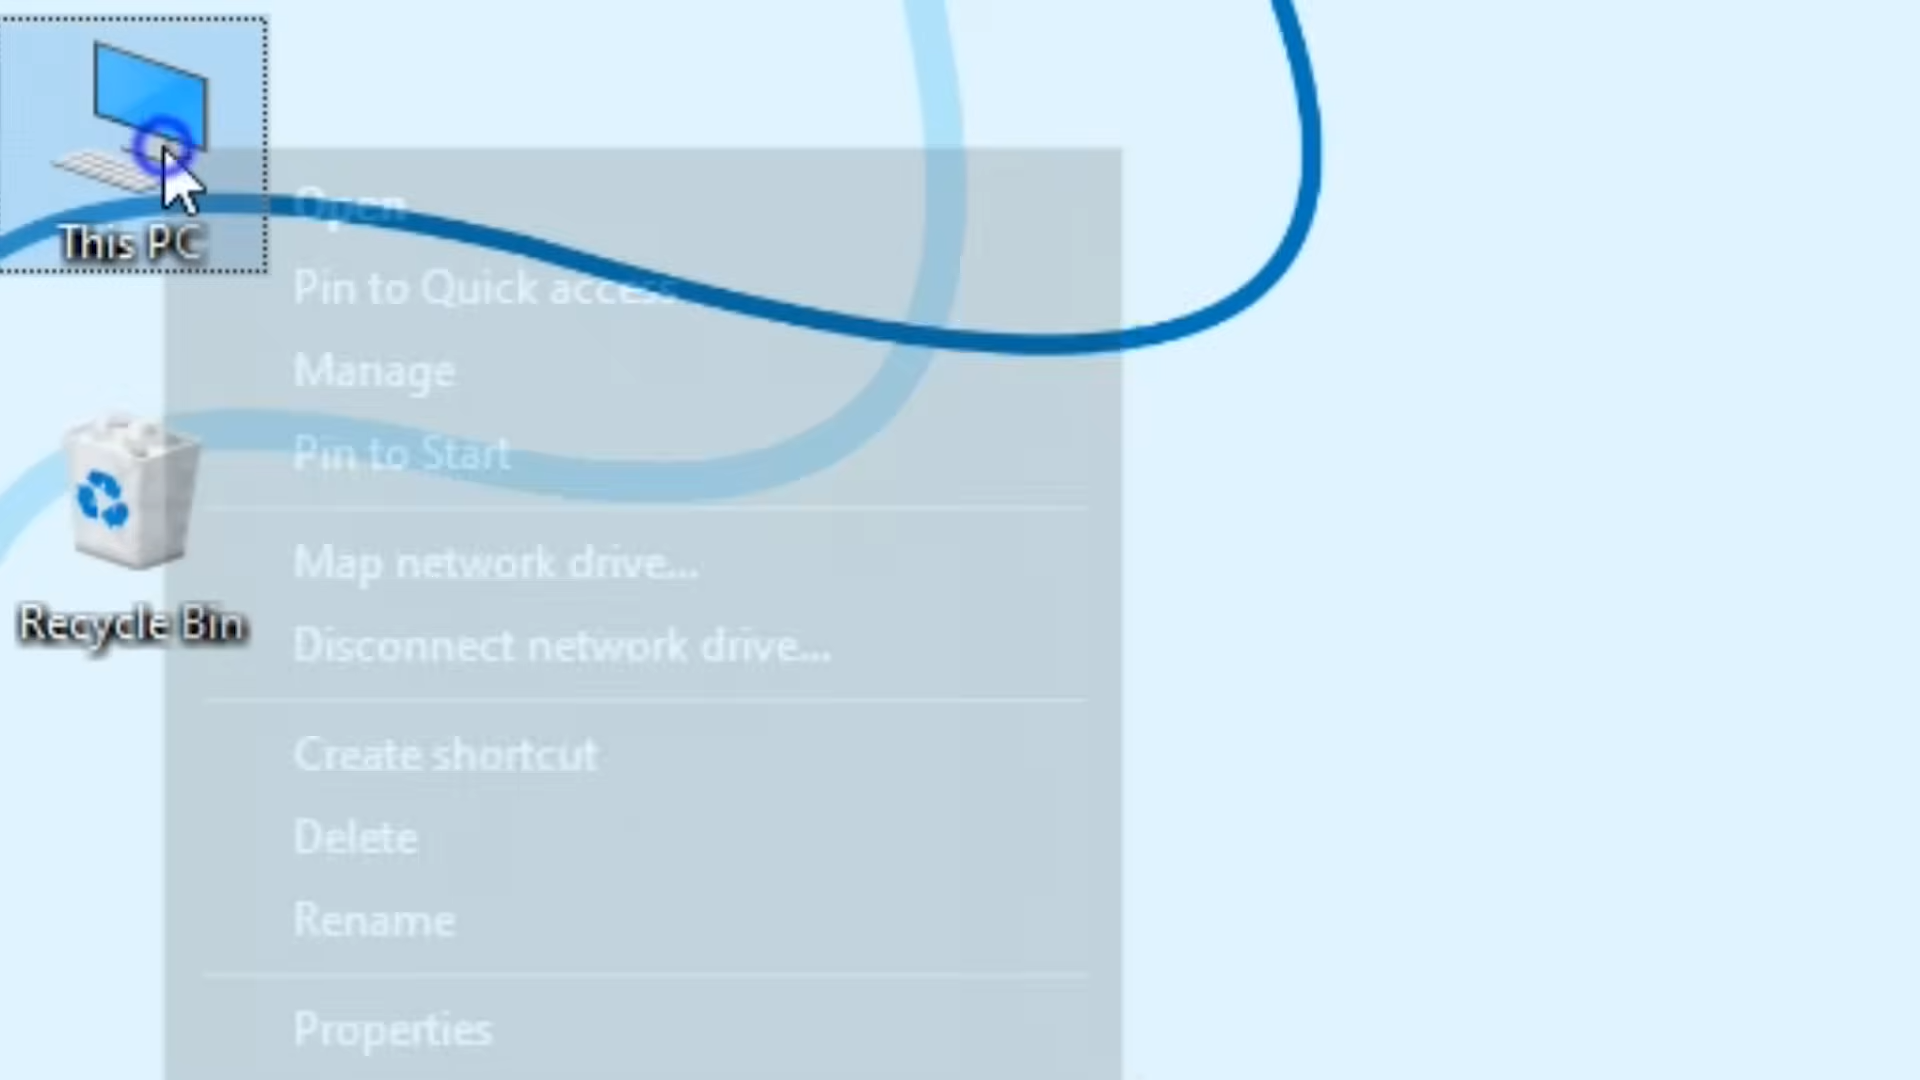 This PC
Open
Pin to Quick access
Manage
Pin to Start
Map network drive...
Disconnect network drive...
Create shortcut
Delete
Rename
Properties
Recycle Bin